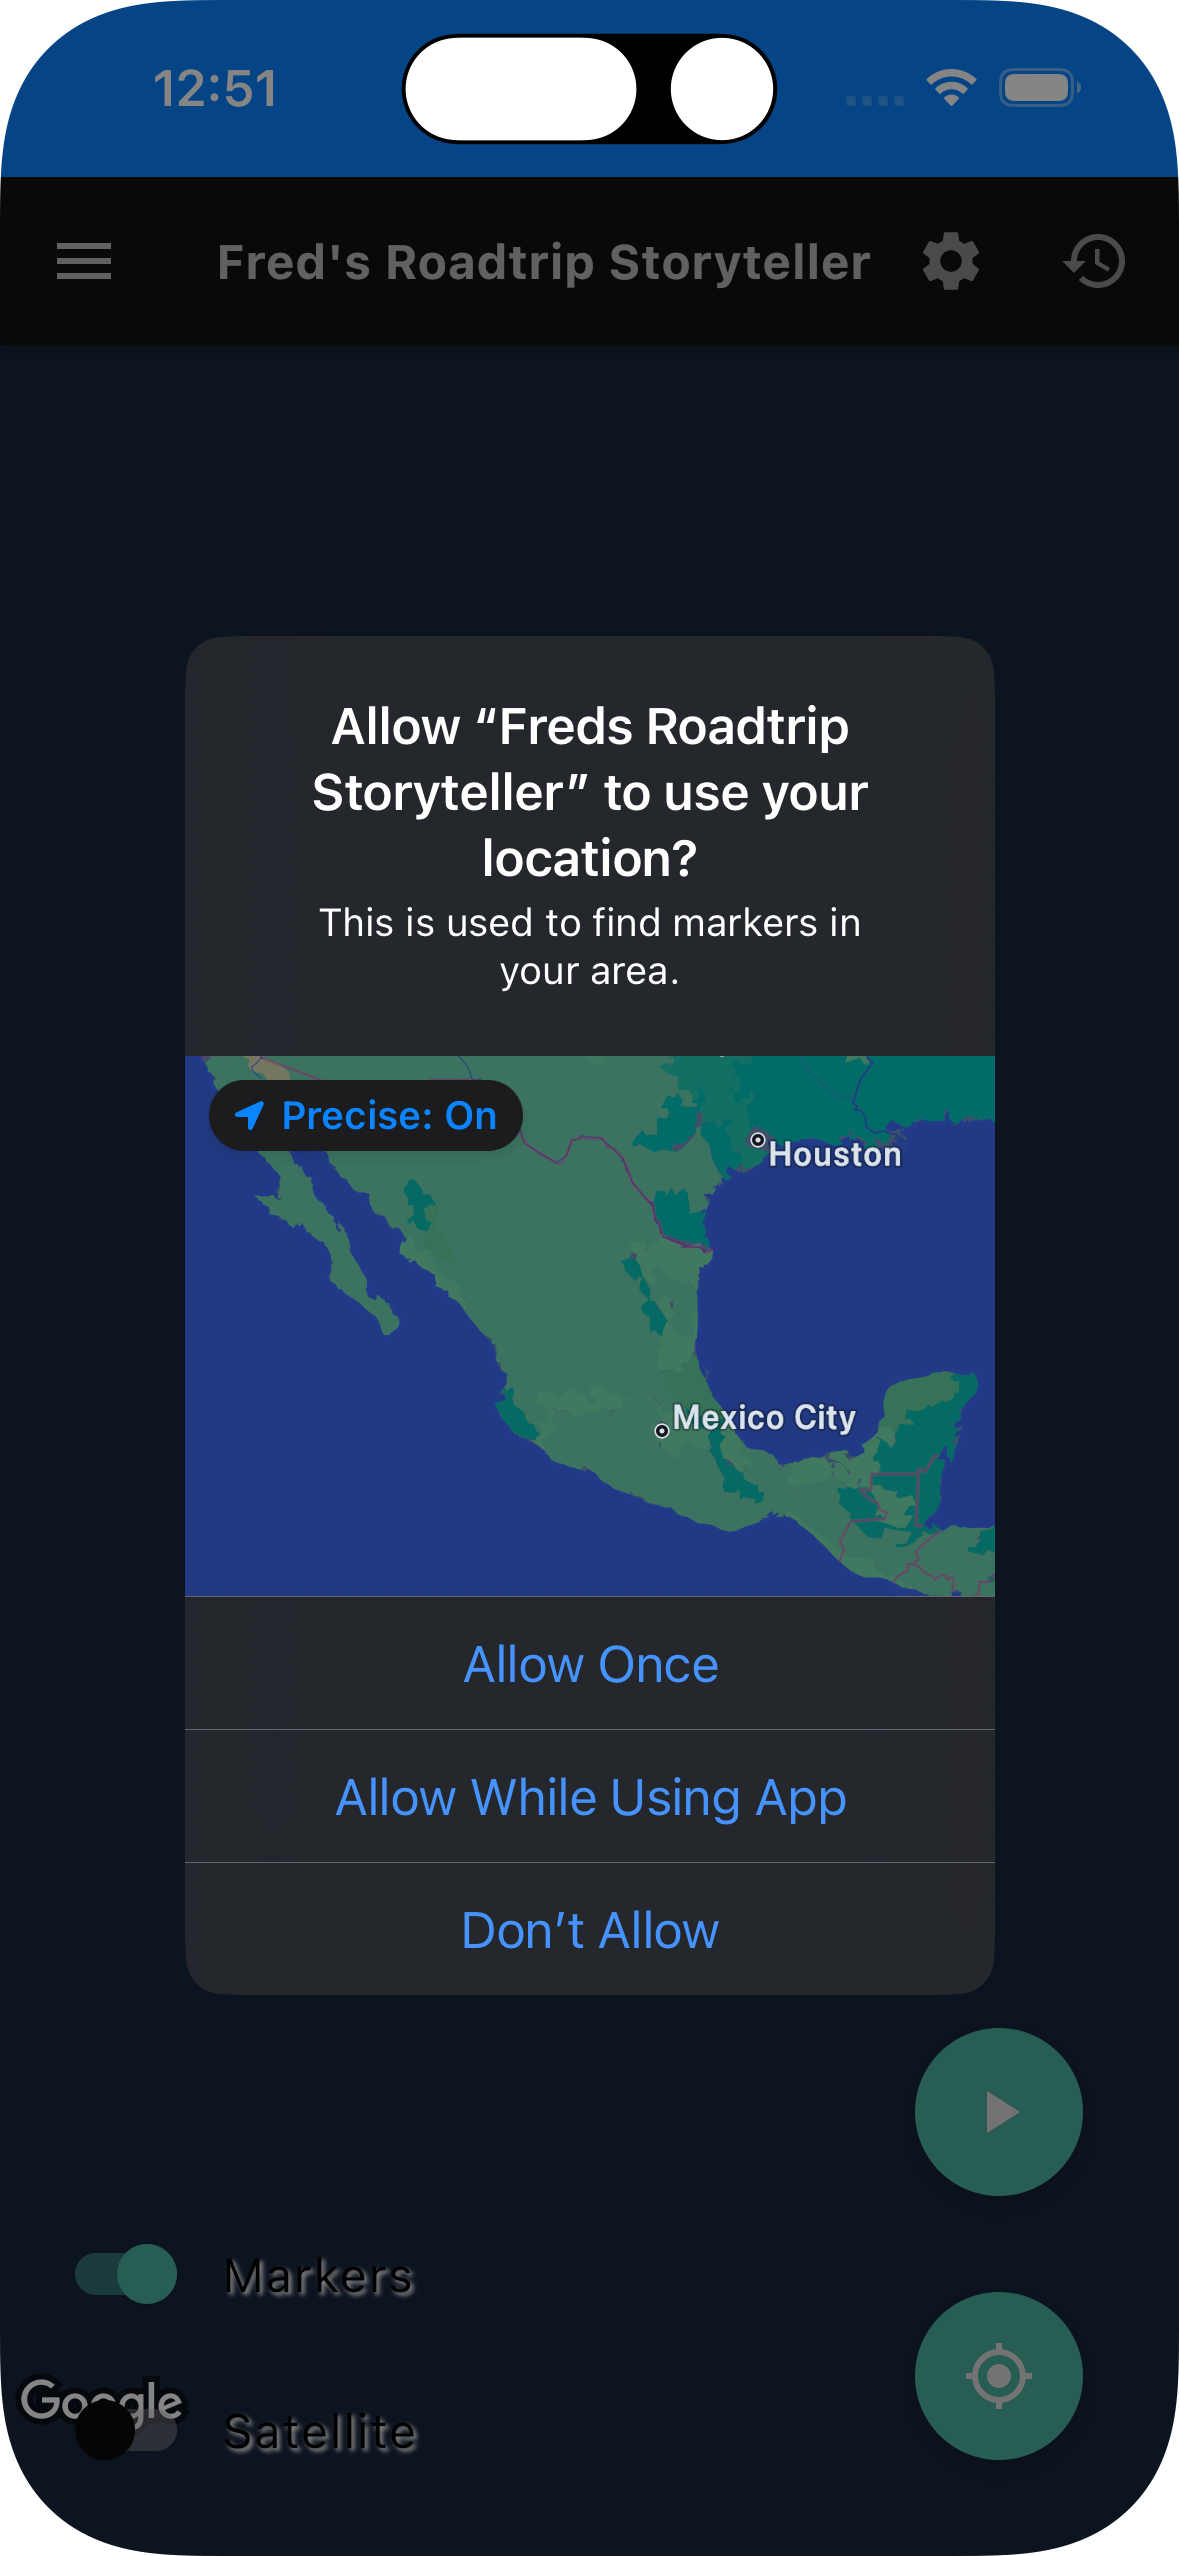 12:51
Fred's Roadtrip Storyteller
Allow “Freds Roadtrip
Storyteller” to use your
location?
This is used to find markers in
your area.
Precise: On
Houston
Mexico City
Allow Once
Allow While Using App
Don’t Allow
Markers
Google
Satellite